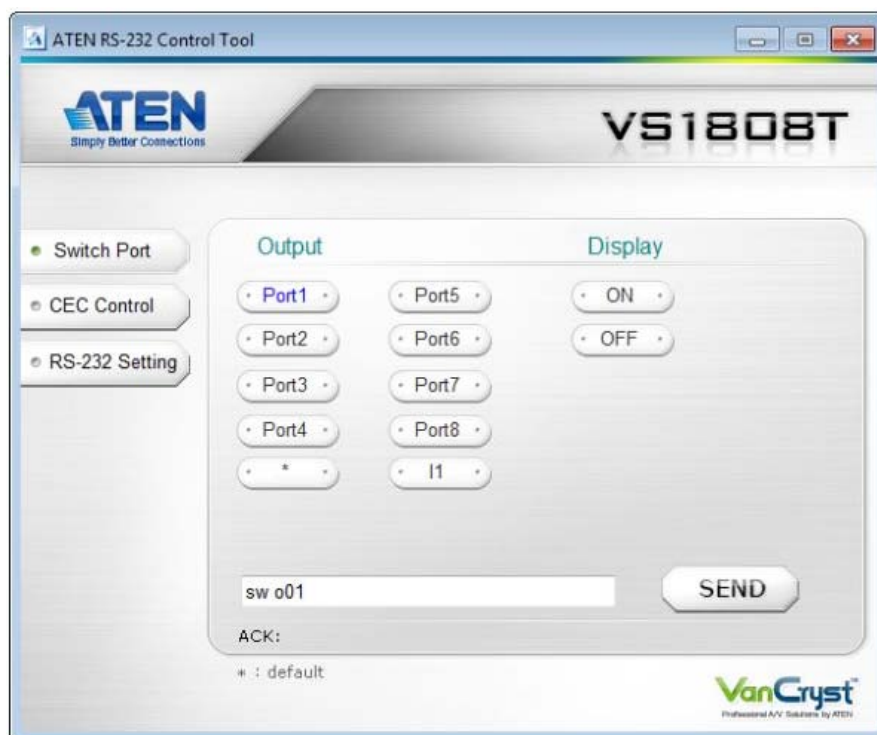 ATEN RS-232 Control Tool
ATEN
Simply Better Connections
VS1808T
Switch Port
CEC Control
RS-232 Setting
Output
Display
Port1
Port5
ON
Port2
Port6
OFF
Port3
Port7
Port4
Port8
*
I1
sw o01
SEND
ACK:
* : default
VanCryst™
Professional A/V Solutions by ATEN